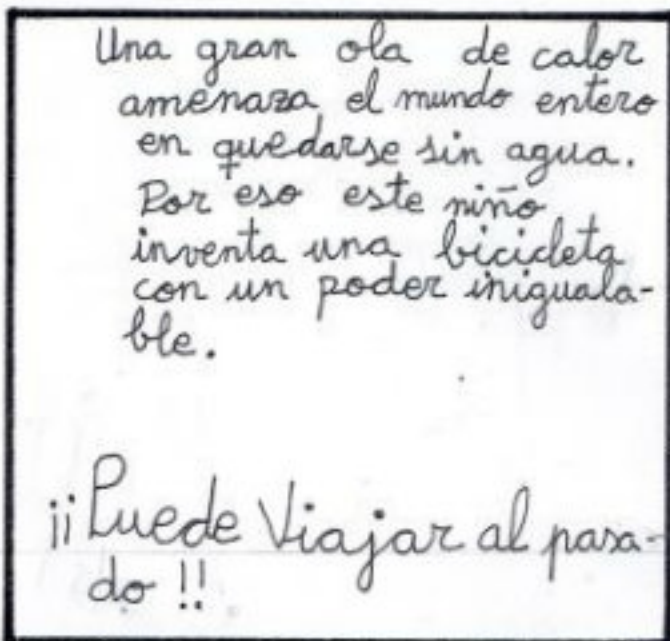 Una gran ola de calor
amenaza el mundo entero
en quedarse sin agua.
Por eso este niño
inventa una bicicleta
con un poder iniguala-
ble.
¡¡Puede Viajar al pasa-
do !!